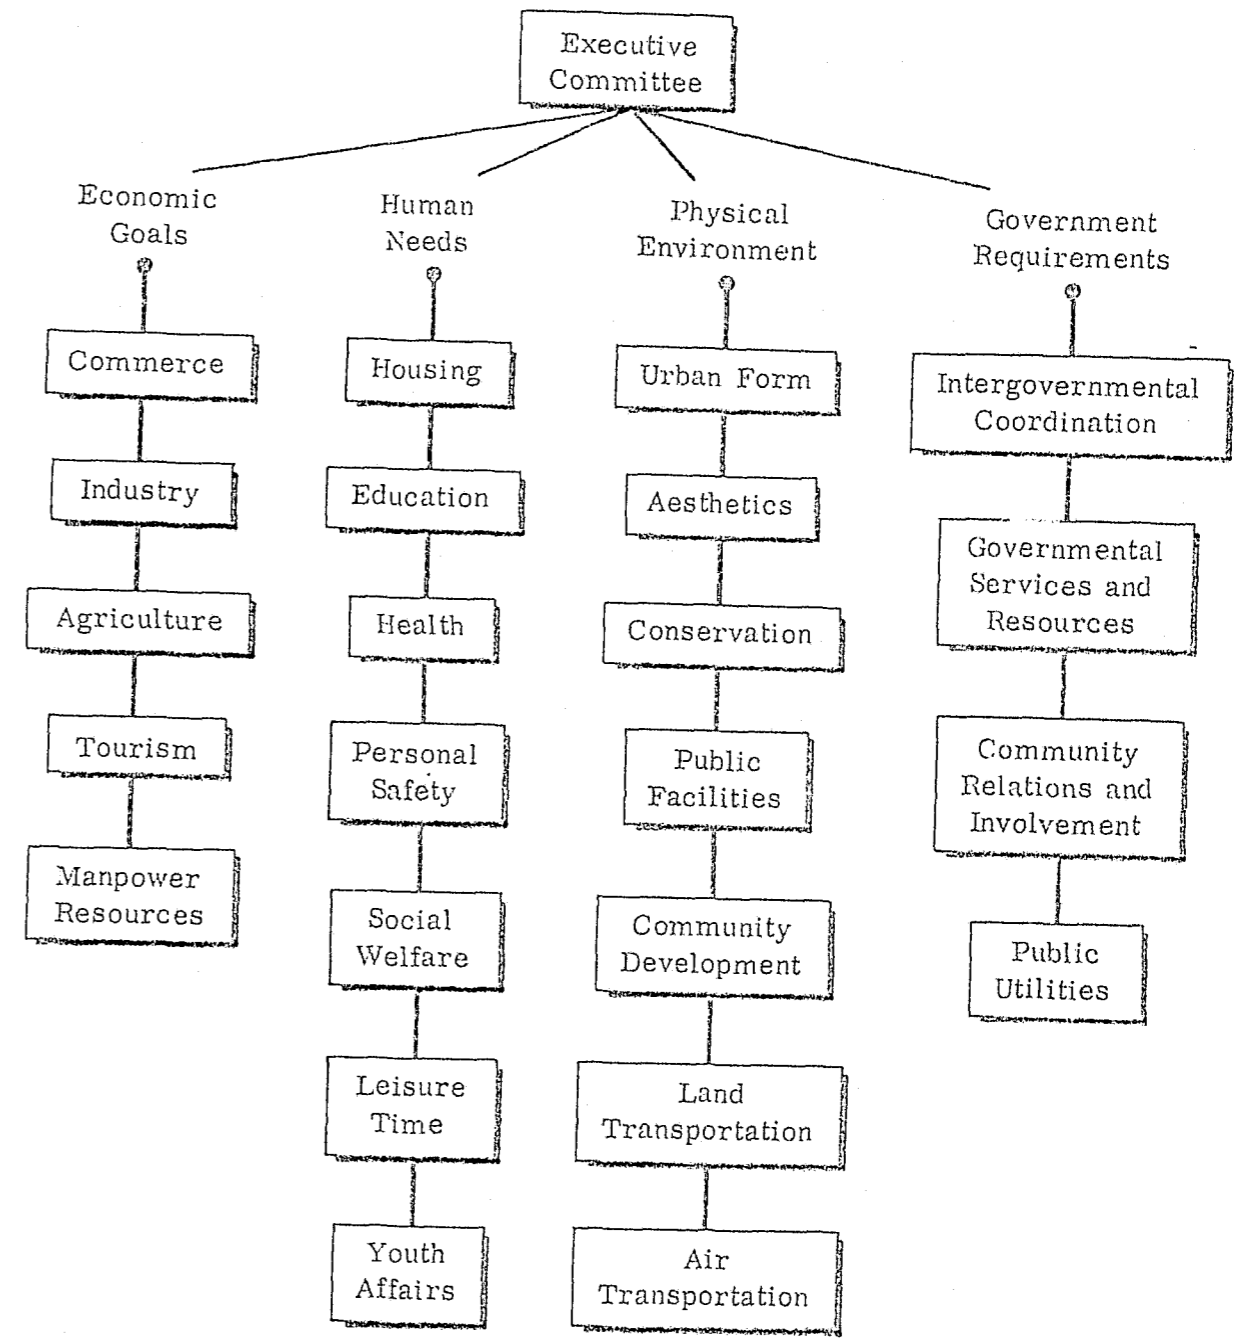 Executive
Committee
Economic
Goals
Commerce
Industry
Agriculture
Tourism
Manpower
Resources
Human
Needs
Housing
Education
Health
Personal
Safety
Social
Welfare
Leisure
Time
Youth
Affairs
Physical
Environment
Urban Form
Aesthetics
Conservation
Public
Facilities
Community
Development
Land
Transportation
Air
Transportation
Government
Requirements
Intergovernmental
Coordination
Governmental
Services and
Resources
Community
Relations and
Involvement
Public
Utilities